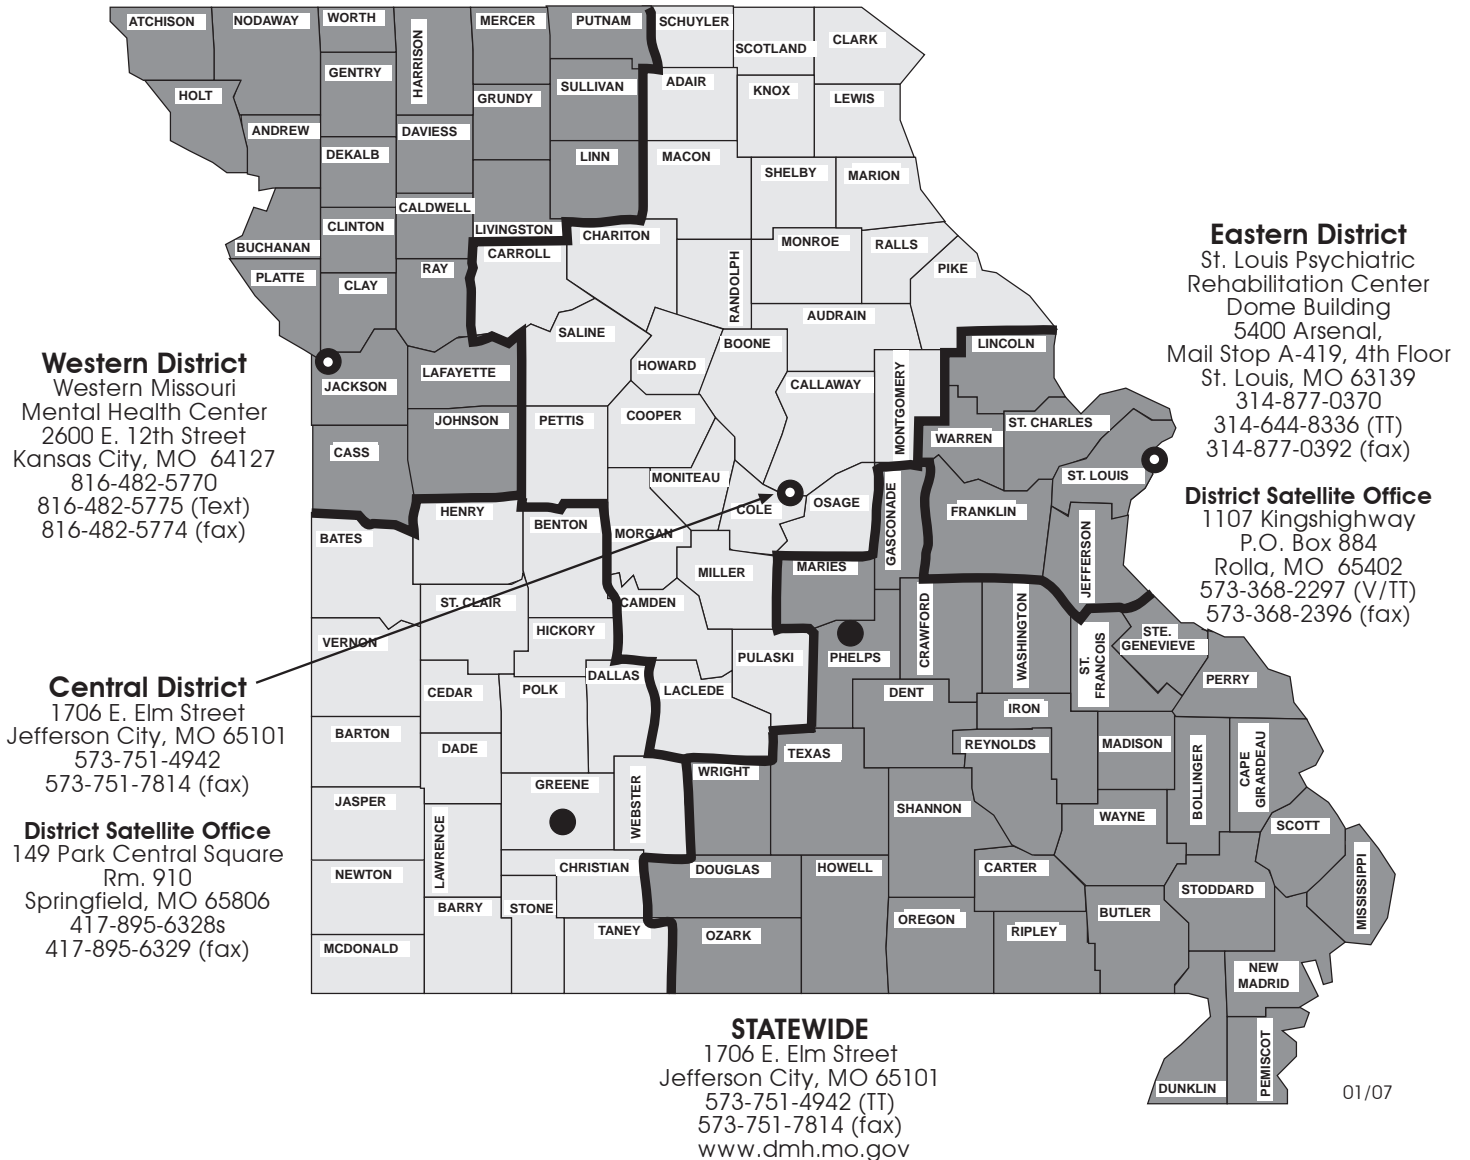 ATCHISON
NODAWAY
WORTH
HARRISON
MERCER
PUTNAM
SCHUYLER
SCOTLAND
CLARK
HOLT
GENTRY
GRUNDY
SULLIVAN
ADAIR
KNOX
LEWIS
ANDREW
DEKALB
DAVIESS
LINN
MACON
SHELBY
MARION
BUCHANAN
CLINTON
CALDWELL
LIVINGSTON
CHARITON
CARROLL
RANDOLPH
MONROE
RALLS
PIKE
PLATTE
CLAY
RAY
SALINE
HOWARD
BOONE
AUDRAIN
CALLAWAY
MONTGOMERY
LINCOLN
JACKSON
LAFAYETTE
JOHNSON
PETTIS
COOPER
WARREN
ST. CHARLES
CASS
MONITEAU
COLE
OSAGE
GASCONADE
FRANKLIN
ST. LOUIS
JEFFERSON
BATES
HENRY
BENTON
MORGAN
MILLER
MARIES
ST. CLAIR
CAMDEN
HICKORY
VERNON
PULASKI
PHELPS
CRAWFORD
WASHINGTON
ST.
FRANCOIS
STE.
GENEVIEVE
PERRY
CEDAR
POLK
DALLAS
LACLEDE
DENT
IRON
BARTON
DADE
TEXAS
REYNOLDS
MADISON
BOLLINGER
CAPE
GIRARDEAU
JASPER
GREENE
WEBSTER
WRIGHT
SHANNON
WAYNE
SCOTT
MISSISSIPPI
LAWRENCE
NEWTON
CHRISTIAN
DOUGLAS
HOWELL
CARTER
STODDARD
BARRY
STONE
TANEY
OZARK
OREGON
RIPLEY
BUTLER
MCDONALD
NEW
MADRID
DUNKLIN
PEMISCOT
Western District
Western Missouri
Mental Health Center
2600 E. 12th Street
Kansas City, MO 64127
816-482-5770
816-482-5775 (Text)
816-482-5774 (fax)
Central District
1706 E. Elm Street
Jefferson City, MO 65101
573-751-4942
573-751-7814 (fax)
District Satellite Office
149 Park Central Square
Rm. 910
Springfield, MO 65806
417-895-6328s
417-895-6329 (fax)
Eastern District
St. Louis Psychiatric
Rehabilitation Center
Dome Building
5400 Arsenal,
Mail Stop A-419, 4th Floor
St. Louis, MO 63139
314-877-0370
314-644-8336 (TT)
314-877-0392 (fax)
District Satellite Office
1107 Kingshighway
P.O. Box 884
Rolla, MO 65402
573-368-2297 (V/TT)
573-368-2396 (fax)
STATEWIDE
1706 E. Elm Street
Jefferson City, MO 65101
573-751-4942 (TT)
573-751-7814 (fax)
www.dmh.mo.gov
01/07